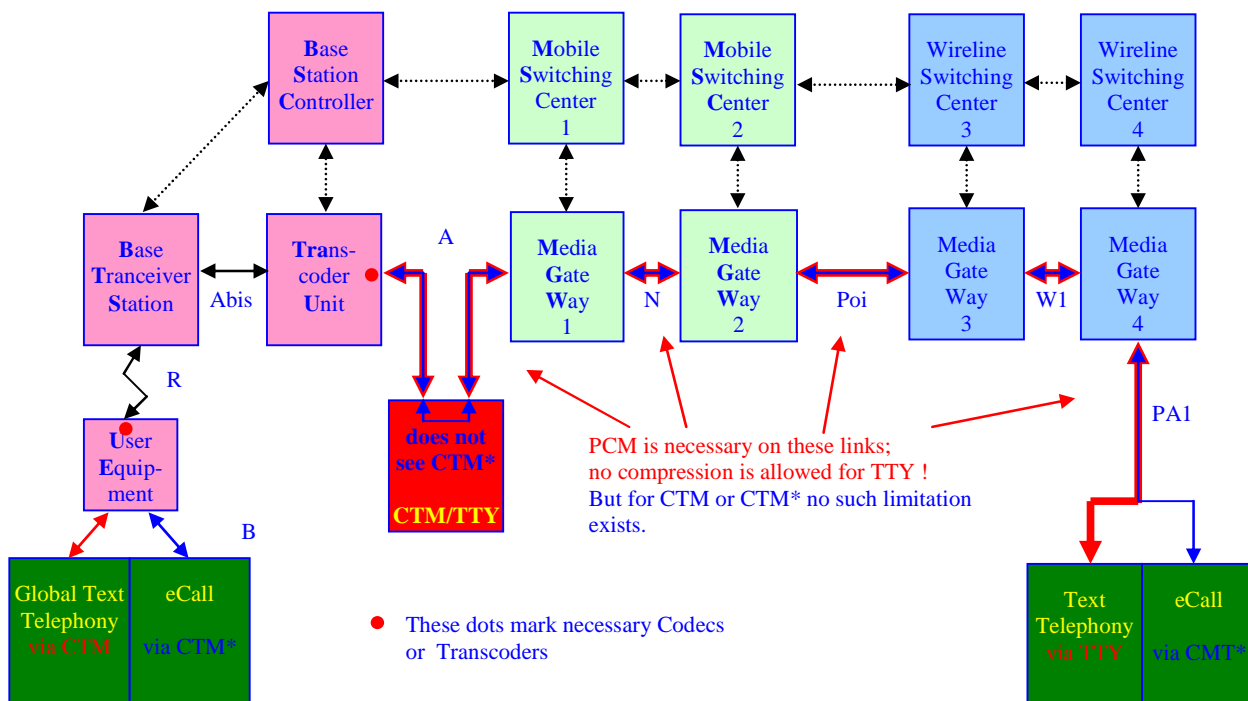 Base
Station
Controller
Mobile
Switching
Center
1
Mobile
Switching
Center
2
Wireline
Switching
Center
3
Wireline
Switching
Center
4
Base
Tranceiver
Station
Abis
Trans-
coder
Unit
A
Media
Gate
Way
1
N
Media
Gate
Way
2
Poi
Media
Gate
Way
3
W1
Media
Gate
Way
4
R
User
Equip-
ment
B
does not
see CTM*
CTM/TTY
PCM is necessary on these links;
no compression is allowed for TTY !
But for CTM or CTM* no such limitation
exists.
PA1
Global Text
Telephony
via CTM
eCall
via CTM*
These dots mark necessary Codecs
or Transcoders
Text
Telephony
via TTY
eCall
via CMT*